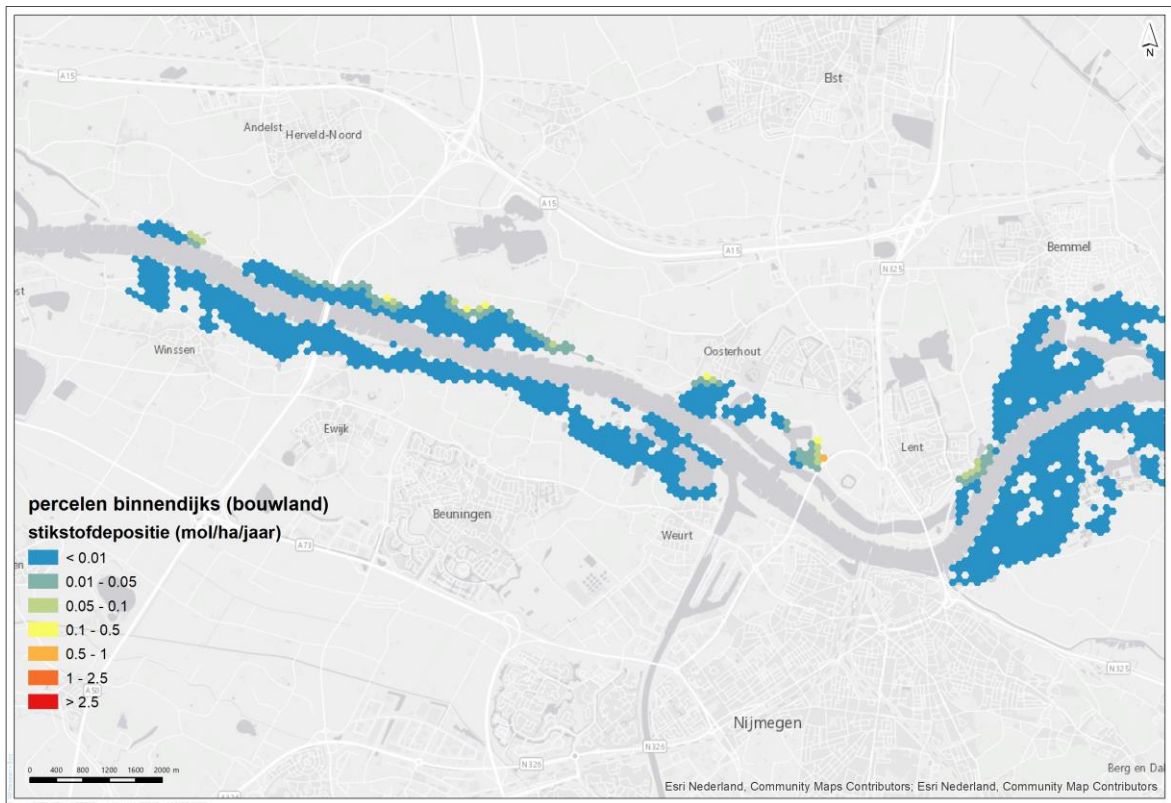 N
A15
Elst
Andelst
Herveld-Noord
A15
A15
Bemmel
N325
Winssen
Oosterhout
Ewijk
Lent
percelen binnendijks (bouwland)
stikstofdepositie (mol/ha/jaar)
< 0.01
0.01 - 0.05
0.05 - 0.1
0.1 - 0.5
0.5 - 1
1 - 2.5
> 2.5
Beuningen
Weurt
A73
A50
N325
Nijmegen
N326
N326
0 400 800 1200 1600 2000 m
Berg en Dal
Esri Nederland, Community Maps Contributors; Esri Nederland, Community Map Contributors